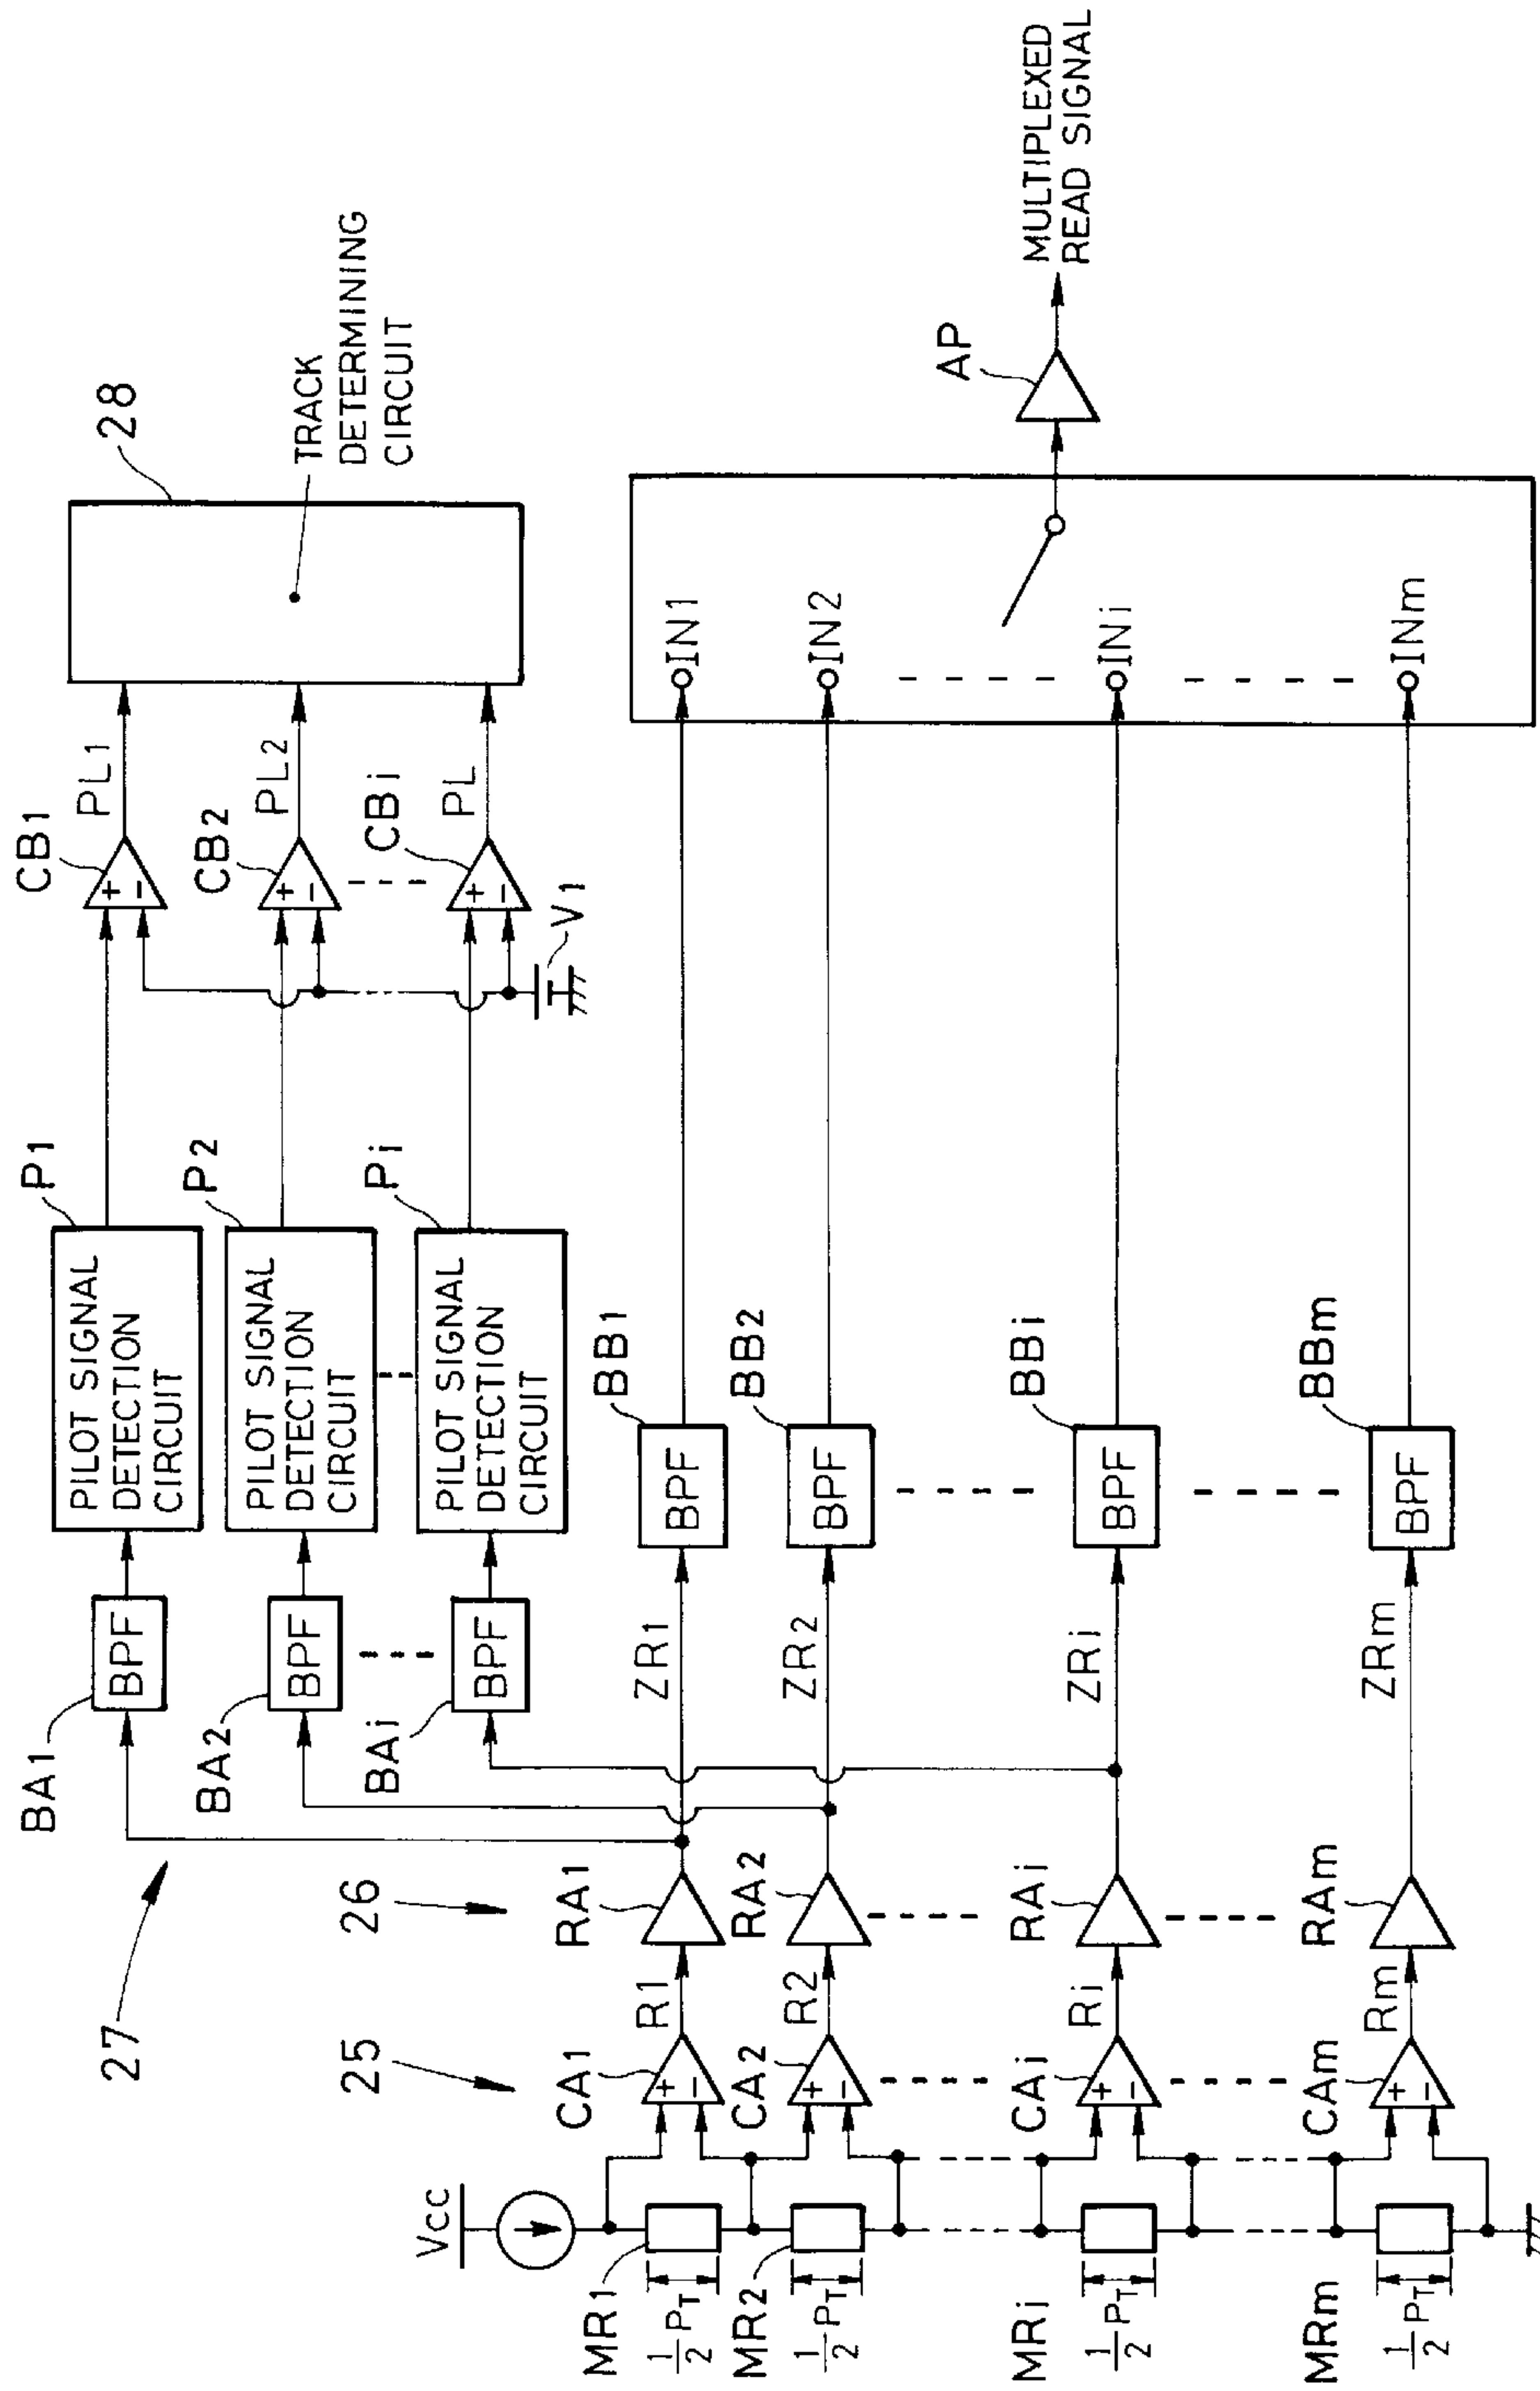 27
BA1
BPF
PILOT SIGNAL
DETECTION
CIRCUIT
P1
CB1
+
−
PL1
28
BA2
BPF
PILOT SIGNAL
DETECTION
CIRCUIT
P2
CB2
+
−
PL2
TRACK
DETERMINING
CIRCUIT
BAi
BPF
PILOT SIGNAL
DETECTION
CIRCUIT
Pi
CBi
+
−
PL
V1
25
26
Vcc
MR1
1/2 PT
CA1
+
−
R1
RA1
ZR1
BPF
BB1
IN1
MR2
1/2 PT
CA2
+
−
R2
RA2
ZR2
BPF
BB2
IN2
AP
MULTIPLEXED
READ SIGNAL
MRi
1/2 PT
CAi
+
−
Ri
RAi
ZRi
BPF
BBi
INi
MRm
1/2 PT
CAm
+
−
Rm
RAm
ZRm
BPF
BBm
INm